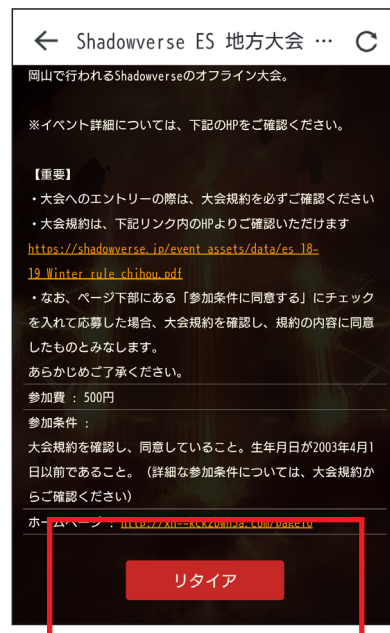 Shadowverse ES 地方大会 …
岡山で行われるShadowverseのオフライン大会。
※イベント詳細については、下記のHPをご確認ください。
【重要】
・大会へのエントリーの際は、大会規約を必ずご確認ください
・大会規約は、下記リンク内のHPよりご確認いただけます
https://shadowverse.jp/event_assets/data/es_18-
19_Winter_rule_chihou.pdf
・なお、ページ下部にある「参加条件に同意する」にチェック
を入れて応募した場合、大会規約を確認し、規約の内容に同意
したものとみなします。
あらかじめご了承ください。
参加費 : 500円
参加条件 :
大会規約を確認し、同意していること。生年月日が2003年4月1
日以前であること。（詳細な参加条件については、大会規約か
らご確認ください）
ホームページ :
リタイア